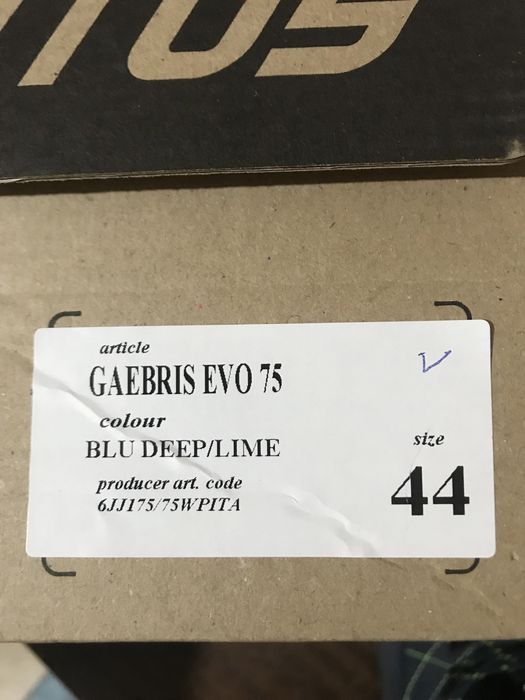 article
GAEBRIS EVO 75
colour
BLU DEEP/LIME
producer art. code
6JJ175/75WPITA
size
44